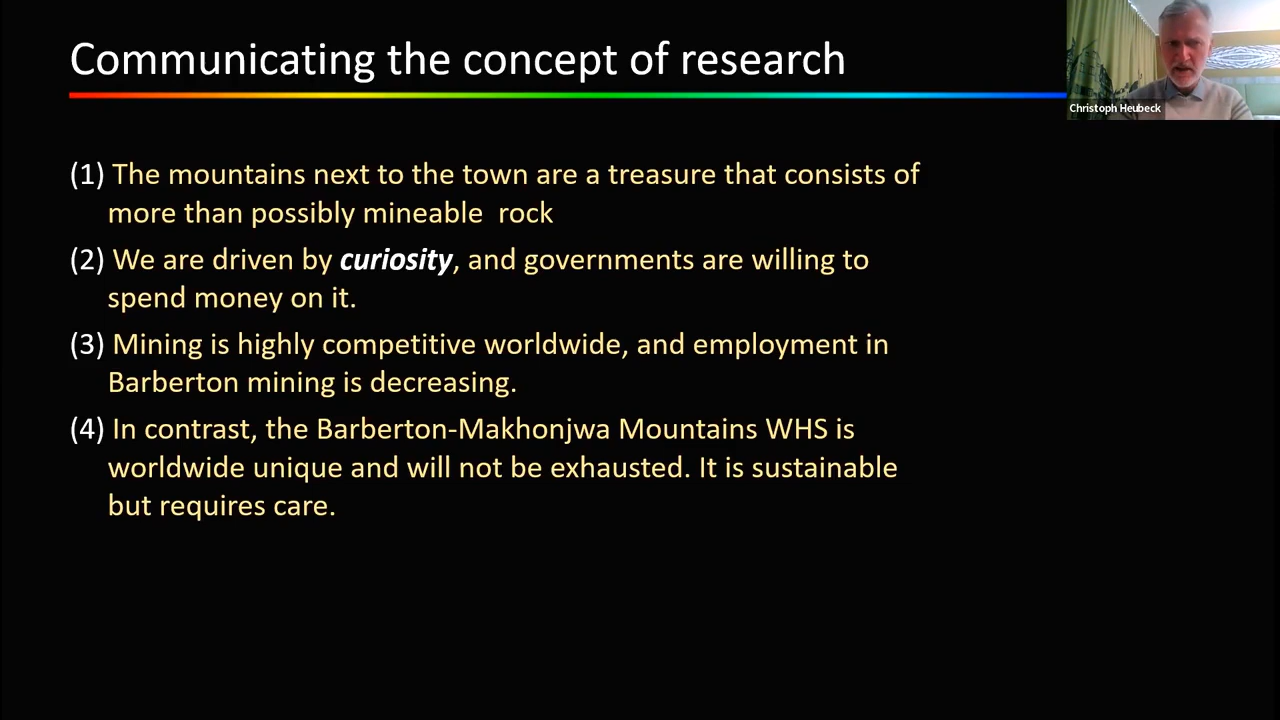 Communicating the concept of research
Christoph Heubeck
(1) The mountains next to the town are a treasure that consists of
more than possibly mineable  rock
(2) We are driven by curiosity, and governments are willing to
spend money on it.
(3) Mining is highly competitive worldwide, and employment in
Barberton mining is decreasing.
(4) In contrast, the Barberton-Makhonjwa Mountains WHS is
worldwide unique and will not be exhausted. It is sustainable
but requires care.